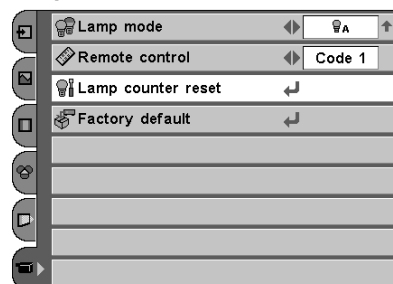 Lamp mode
A
Remote control
Code 1
Lamp counter reset
Factory default